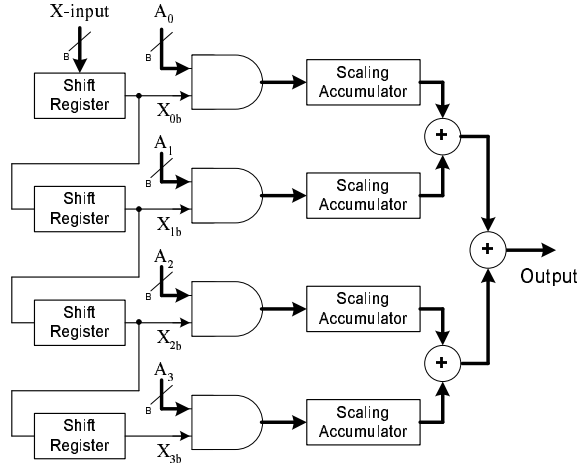 X-input
A0
B
B
Shift
Register
X0b
Scaling
Accumulator
+
A1
B
Shift
Register
X1b
Scaling
Accumulator
+
Output
A2
B
Shift
Register
X2b
Scaling
Accumulator
+
A3
B
Shift
Register
X3b
Scaling
Accumulator